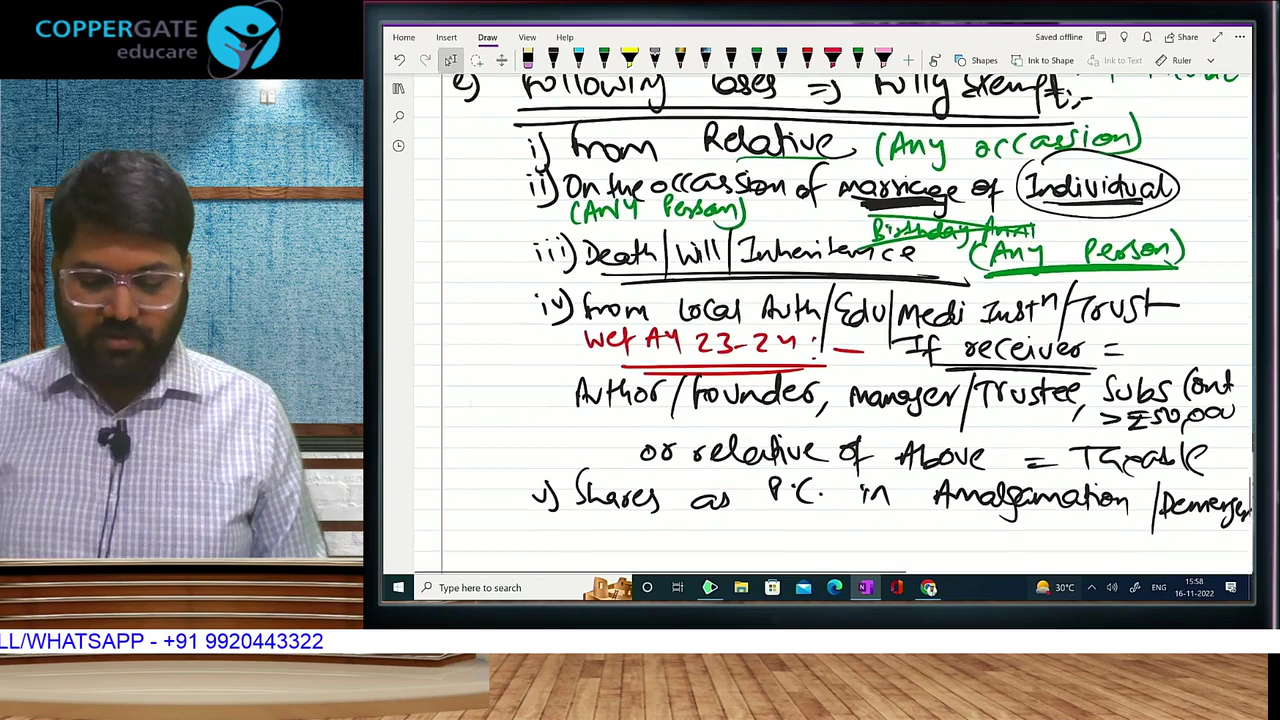 COPPERGATE
educare
Home Insert Draw View Help
Saved offline
Share
Shapes
Ink to Shape
Ink to Text
Ruler
e) Following Cases => Fully Exempt:-
i) From Relative (Any occassion)
ii) On the occassion of marriage of Individual
(Any Person)
Birthday
iii) Death/Will/Inheritence (Any Person)
iv) From Local Auth/Edu/Medi Instⁿ/Trust
Wef AY 23-24 :- If receiver =
Author/Founder, Manager/Trustee, Subs Cont
>₹50,000
or relative of Above = Taxable
v) Shares as P.C. in Amalgamation /Demerger
Type here to search
30°C
ENG
15:58
16-11-2022
LL/WHATSAPP - +91 9920443322